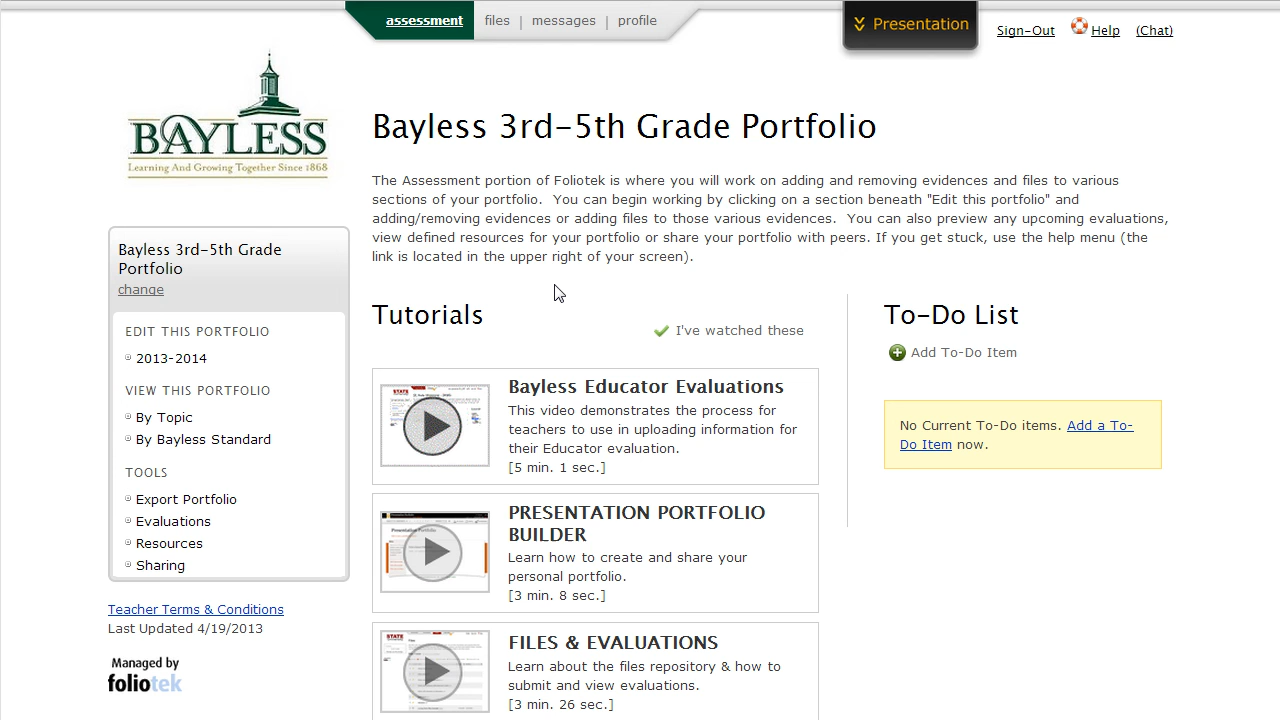 assessment | files | messages | profile
Presentation
Sign-Out Help (Chat)
BAYLESS
Learning And Growing Together Since 1868
Bayless 3rd-5th Grade Portfolio
The Assessment portion of Foliotek is where you will work on adding and removing evidences and files to various
sections of your portfolio. You can begin working by clicking on a section beneath "Edit this portfolio" and
adding/removing evidences or adding files to those various evidences. You can also preview any upcoming evaluations,
view defined resources for your portfolio or share your portfolio with peers. If you get stuck, use the help menu (the
link is located in the upper right of your screen).
Bayless 3rd-5th Grade
Portfolio
change
EDIT THIS PORTFOLIO
2013-2014
VIEW THIS PORTFOLIO
By Topic
By Bayless Standard
TOOLS
Export Portfolio
Evaluations
Resources
Sharing
Teacher Terms & Conditions
Last Updated 4/19/2013
Managed by
foliotek
Tutorials
I've watched these
Bayless Educator Evaluations
This video demonstrates the process for
teachers to use in uploading information for
their Educator evaluation.
[5 min. 1 sec.]
PRESENTATION PORTFOLIO
BUILDER
Learn how to create and share your
personal portfolio.
[3 min. 8 sec.]
FILES & EVALUATIONS
Learn about the files repository & how to
submit and view evaluations.
[3 min. 26 sec.]
To-Do List
Add To-Do Item
No Current To-Do items. Add a To-
Do Item now.